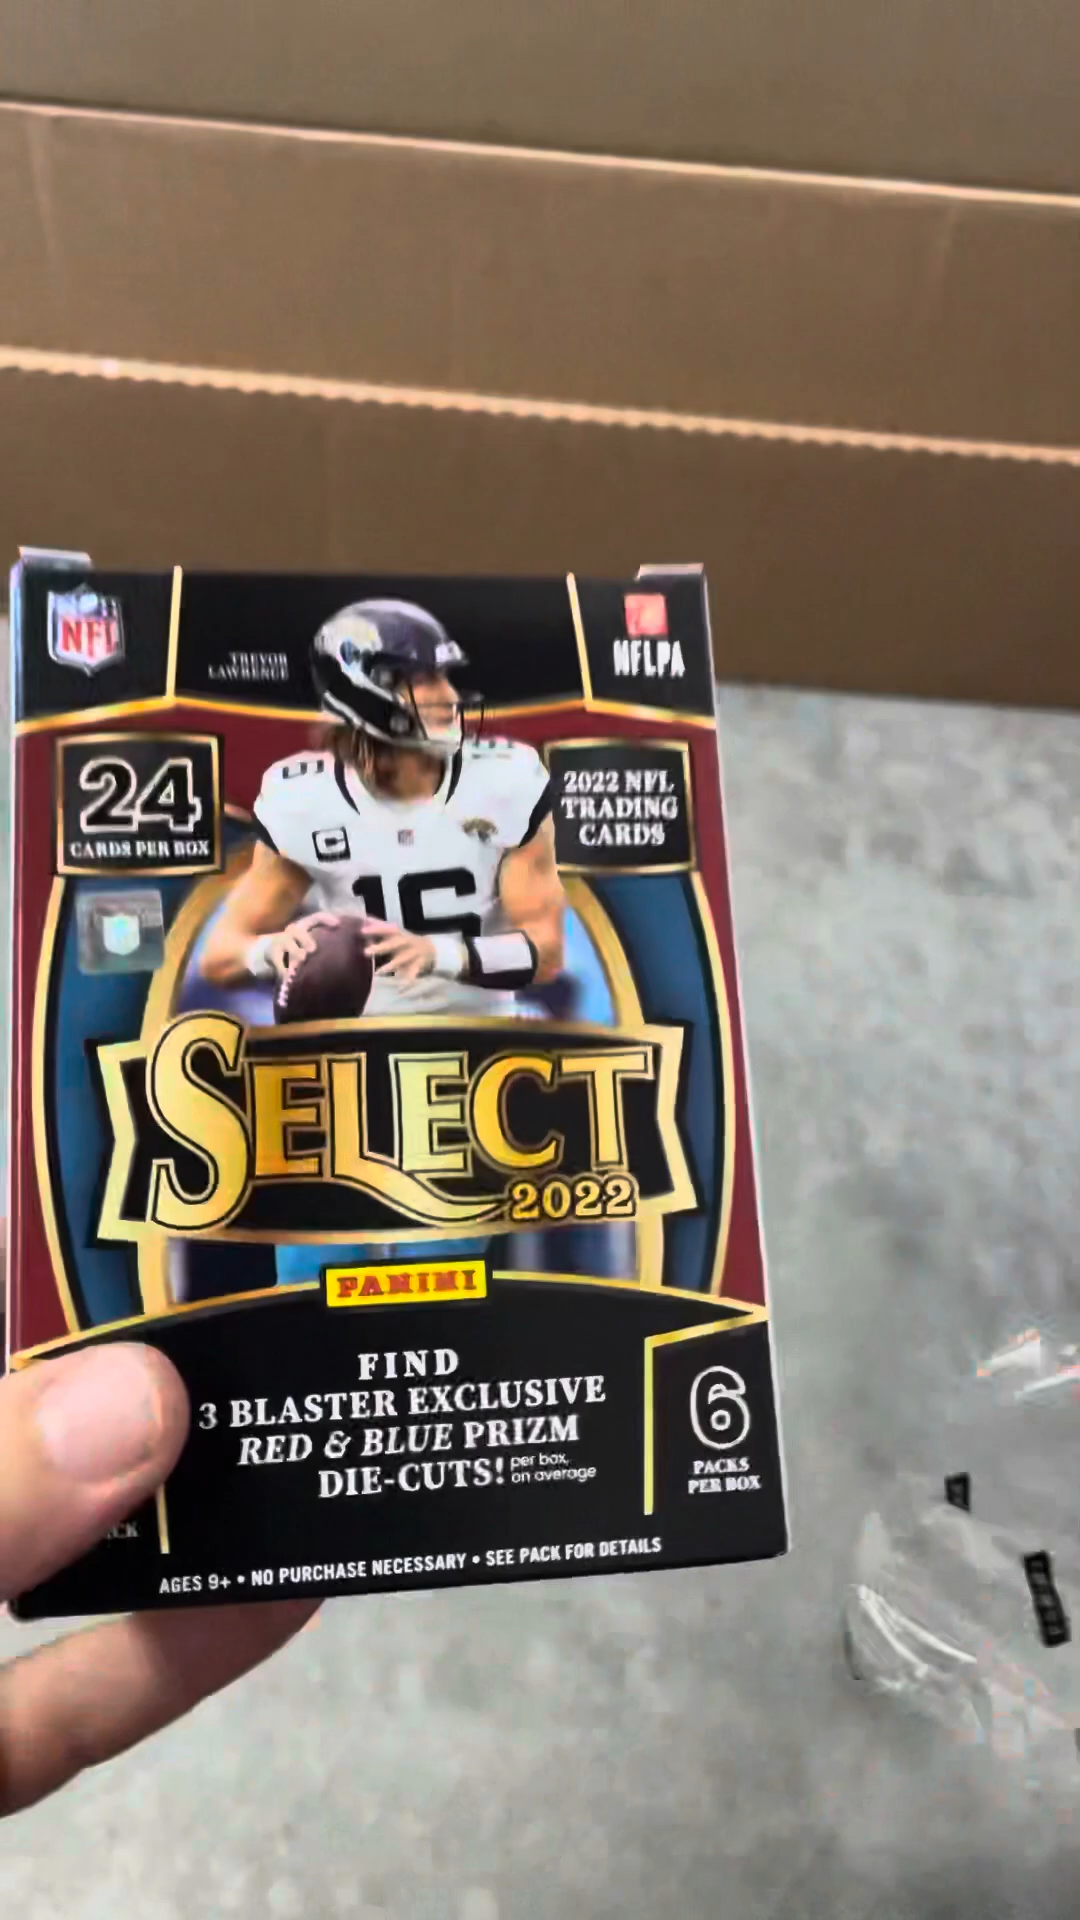 NFL
TREVOR
LAWRENCE
NFLPA
24
CARDS PER BOX
2022 NFL
TRADING
CARDS
C
16
SELECT
2022
PANINI
FIND
3 BLASTER EXCLUSIVE
RED & BLUE PRIZM
DIE-CUTS! per box,
on average
6
PACKS
PER BOX
AGES 9+ • NO PURCHASE NECESSARY • SEE PACK FOR DETAILS